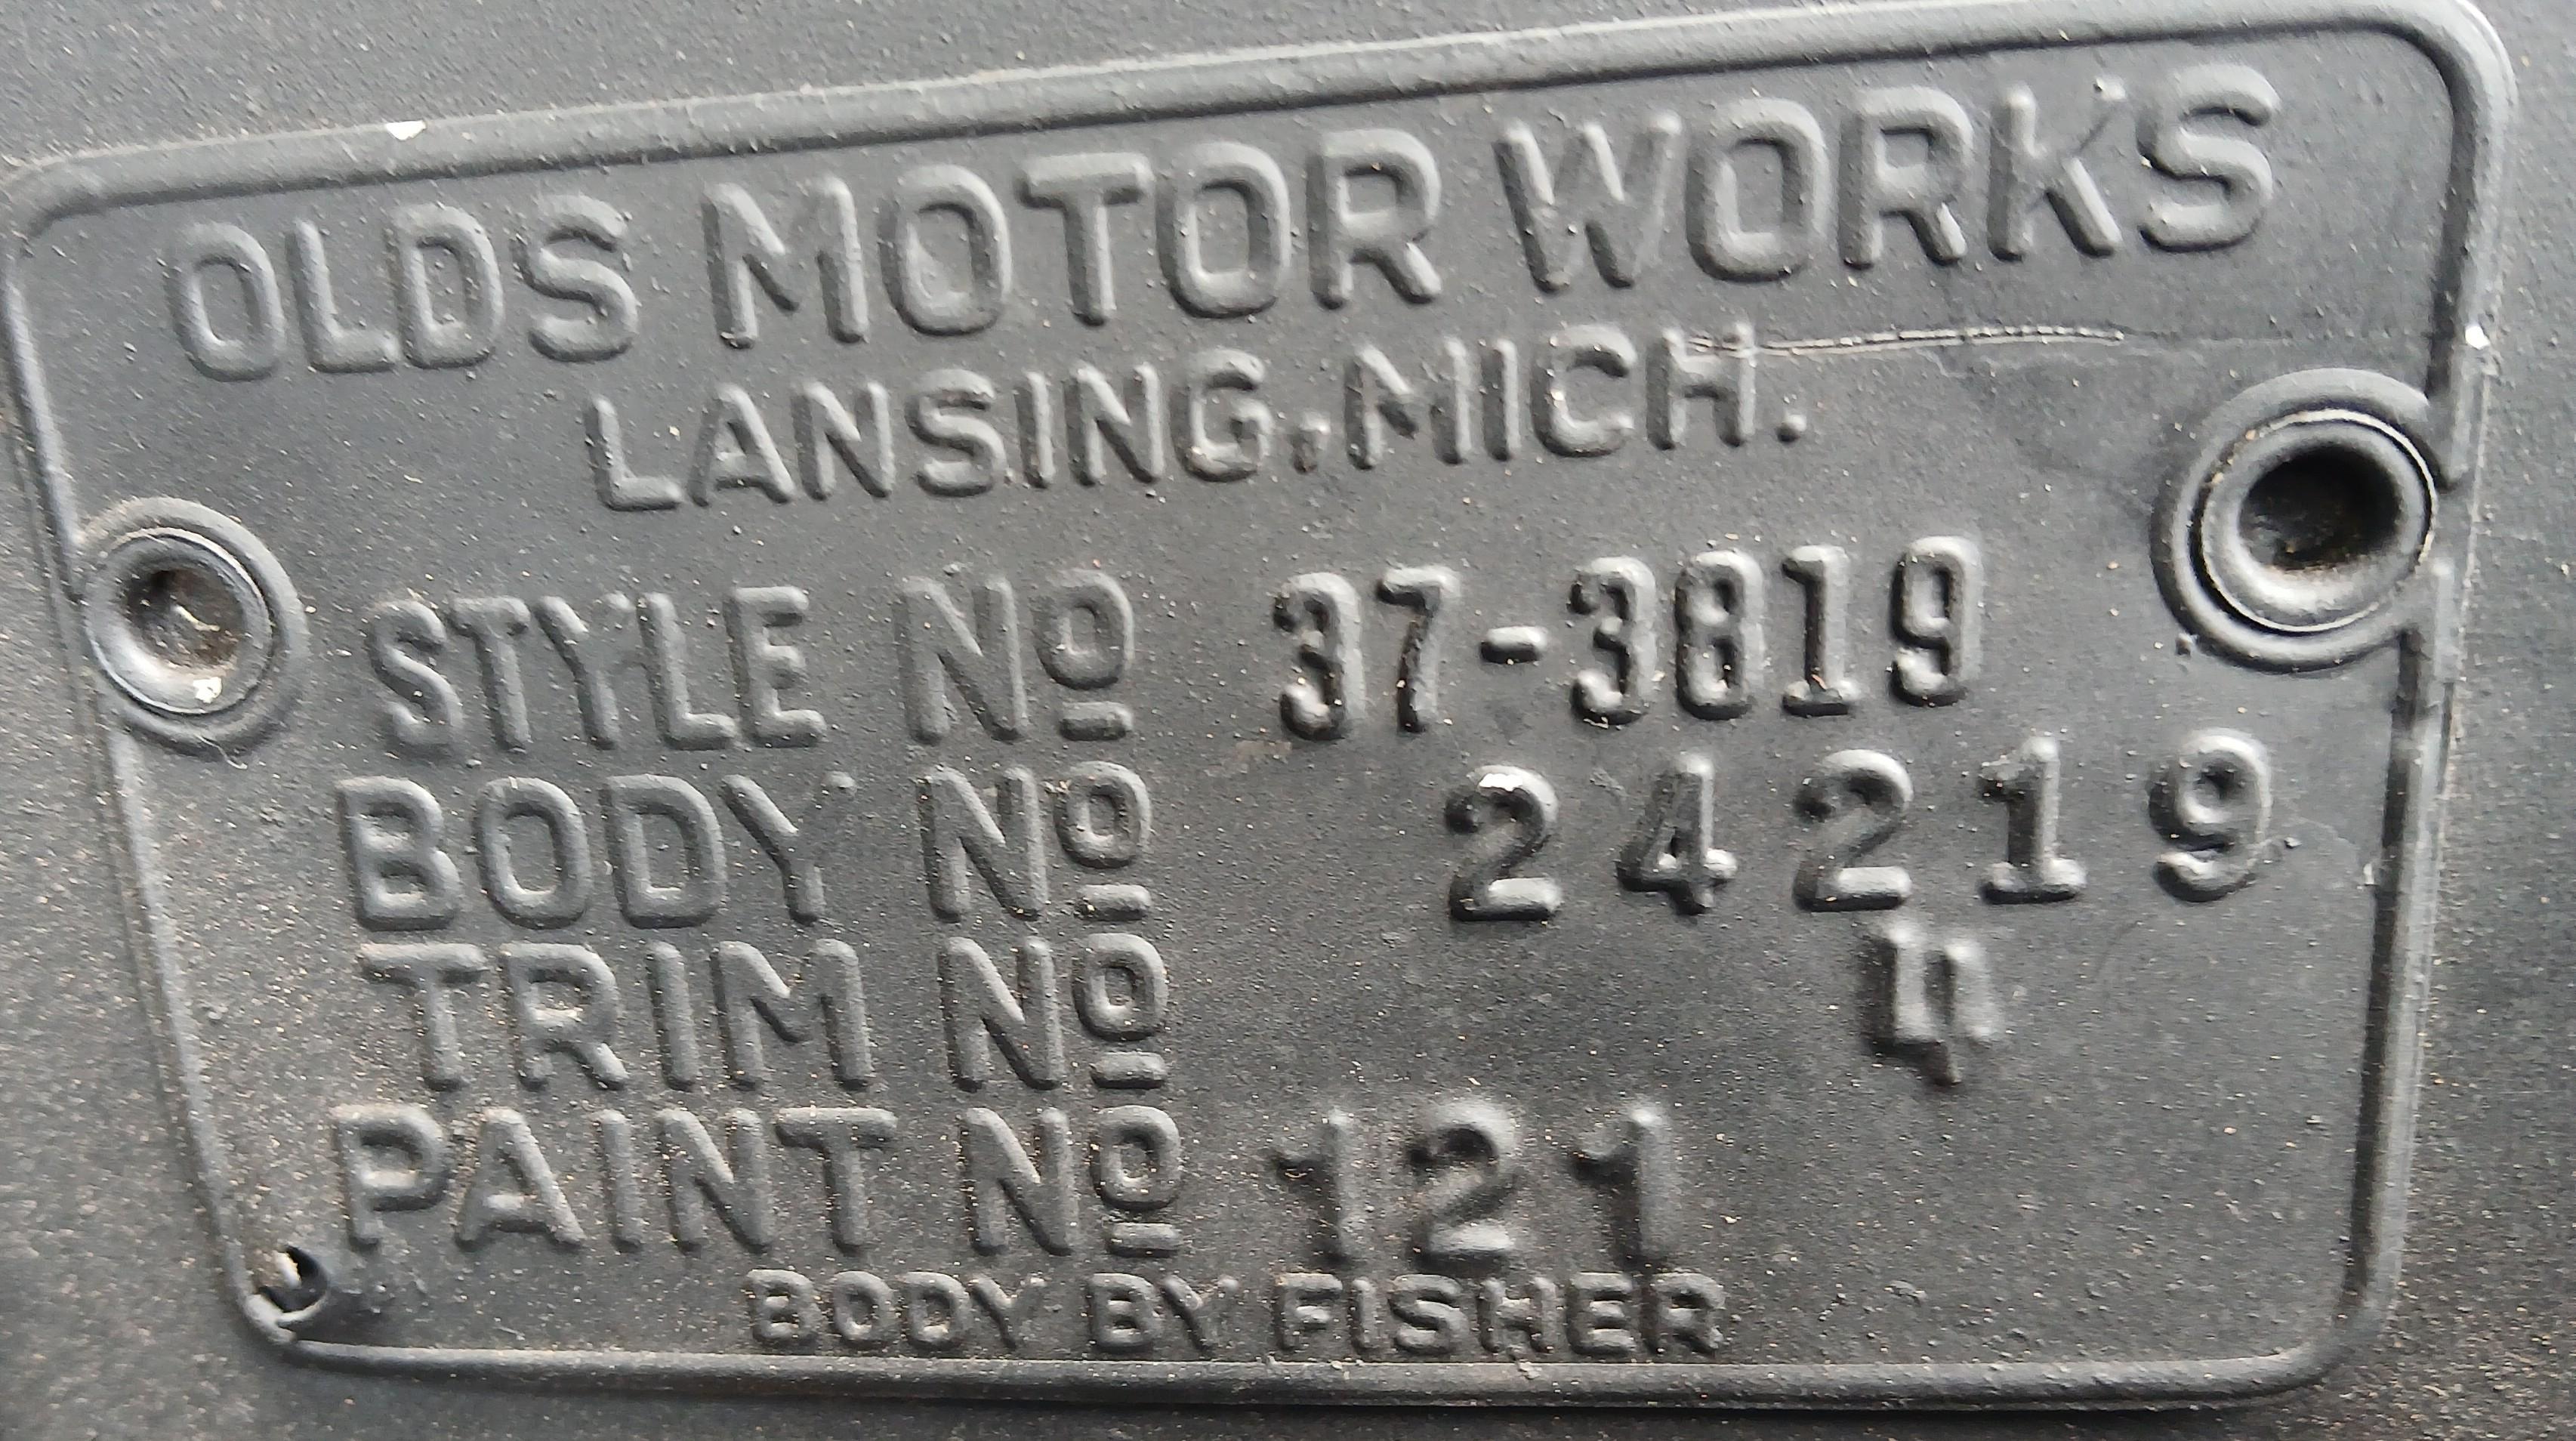 OLDS MOTOR WORKS
LANSING, MICH.
STYLE Nº 37-3819
BODY Nº 24219
TRIM Nº 4
PAINT Nº 121
BODY BY FISHER